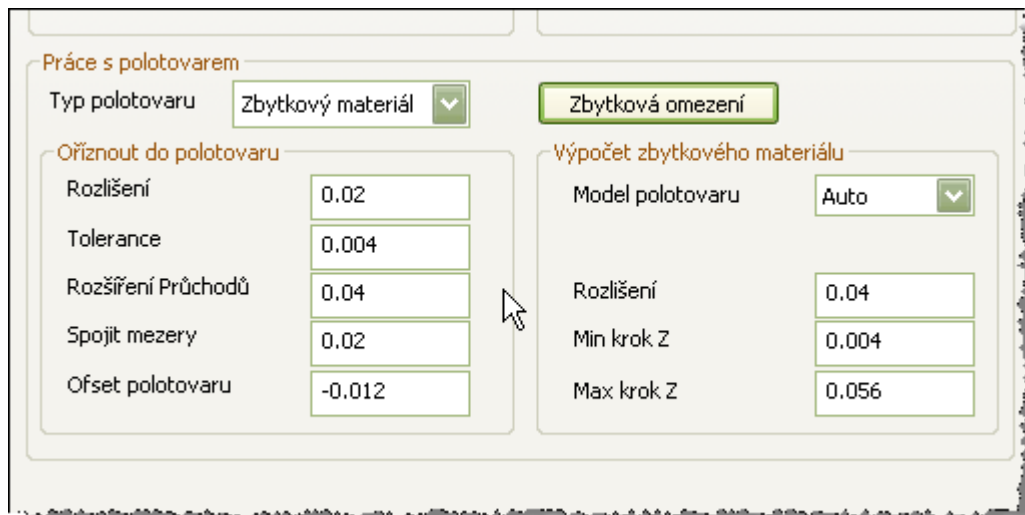 Práce s polotovarem
Typ polotovaru
Zbytkový materiál
Zbytková omezení
Oříznout do polotovaru
Rozlišení
0.02
Tolerance
0.004
Rozšíření Průchodů
0.04
Spojit mezery
0.02
Ofset polotovaru
-0.012
Výpočet zbytkového materiálu
Model polotovaru
Auto
Rozlišení
0.04
Min krok Z
0.004
Max krok Z
0.056